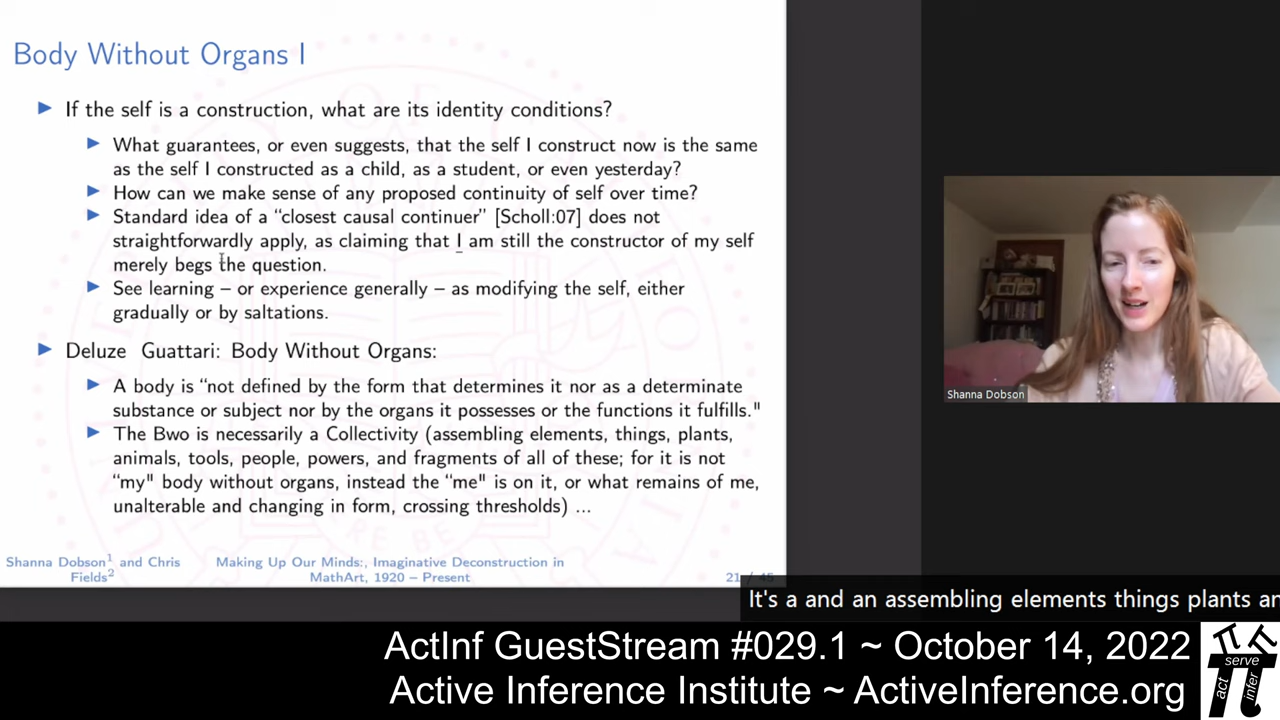 Body Without Organs I
If the self is a construction, what are its identity conditions?
What guarantees, or even suggests, that the self I construct now is the same
as the self I constructed as a child, as a student, or even yesterday?
How can we make sense of any proposed continuity of self over time?
Standard idea of a “closest causal continuer” [Scholl:07] does not
straightforwardly apply, as claiming that I am still the constructor of my self
merely begs the question.
See learning – or experience generally – as modifying the self, either
gradually or by saltations.
Deluze Guattari: Body Without Organs:
A body is “not defined by the form that determines it nor as a determinate
substance or subject nor by the organs it possesses or the functions it fulfills."
The Bwo is necessarily a Collectivity (assembling elements, things, plants,
animals, tools, people, powers, and fragments of all of these; for it is not
“my" body without organs, instead the “me" is on it, or what remains of me,
unalterable and changing in form, crossing thresholds) ...
Shanna Dobson1 and Chris
Fields2
Making Up Our Minds:, Imaginative Deconstruction in
MathArt, 1920 – Present
21 / 45
Shanna Dobson
It's a and an assembling elements things plants an
ActInf GuestStream #029.1 ~ October 14, 2022
Active Inference Institute ~ ActiveInference.org
serve
act
infer